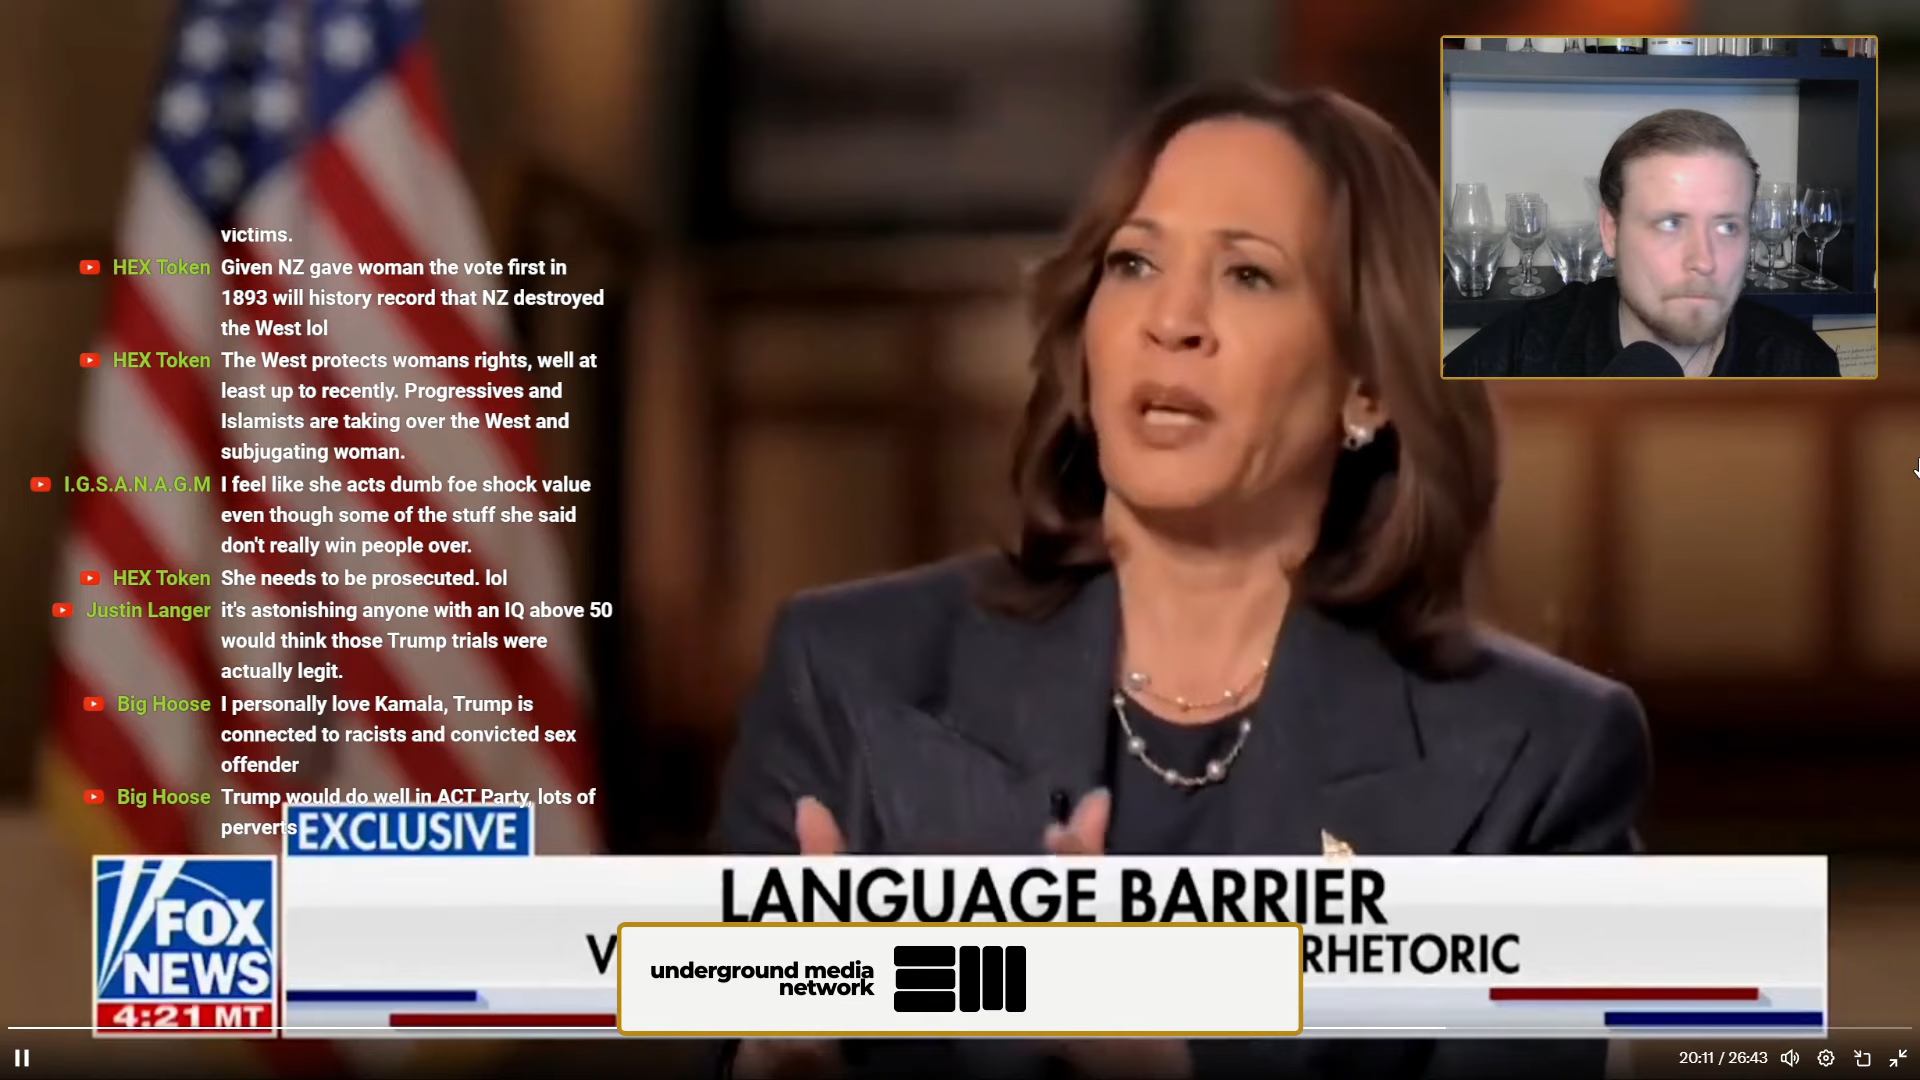 victims.
HEX Token Given NZ gave woman the vote first in
1893 will history record that NZ destroyed
the West lol
HEX Token The West protects womans rights, well at
least up to recently. Progressives and
Islamists are taking over the West and
subjugating woman.
I.G.S.A.N.A.G.M I feel like she acts dumb foe shock value
even though some of the stuff she said
don't really win people over.
HEX Token She needs to be prosecuted. lol
Justin Langer it's astonishing anyone with an IQ above 50
would think those Trump trials were
actually legit.
Big Hoose I personally love Kamala, Trump is
connected to racists and convicted sex
offender
Big Hoose Trump would do well in ACT Party, lots of
perverts
EXCLUSIVE
LANGUAGE BARRIER
RHETORIC
FOX
NEWS
4:21 MT
underground media
network
20:11 / 26:43